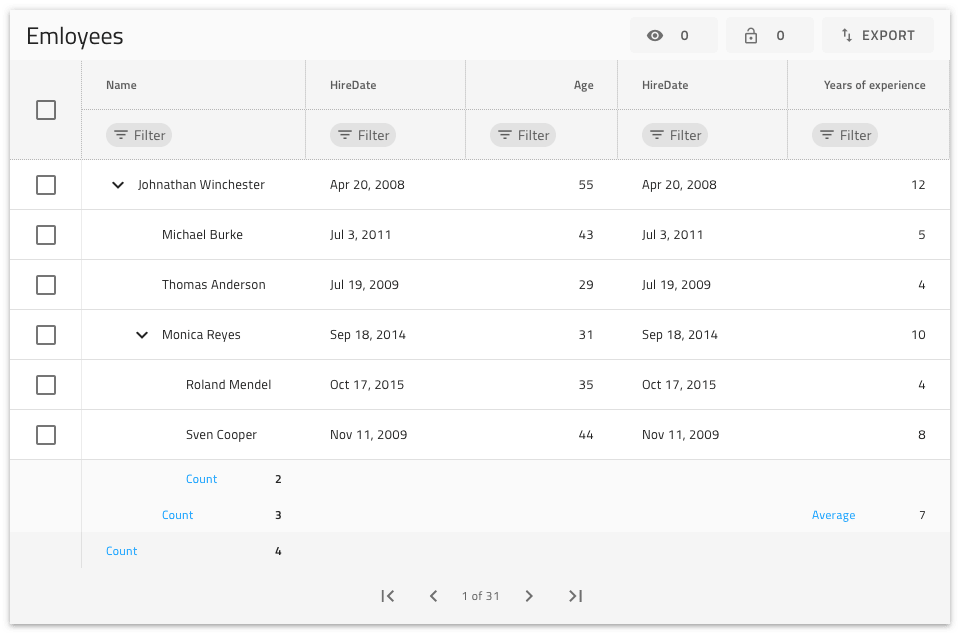 Emloyees 0 0 EXPORT
Name HireDate Age HireDate Years of experience
Filter Filter Filter Filter Filter
Johnathan Winchester Apr 20, 2008 55 Apr 20, 2008 12
Michael Burke Jul 3, 2011 43 Jul 3, 2011 5
Thomas Anderson Jul 19, 2009 29 Jul 19, 2009 4
Monica Reyes Sep 18, 2014 31 Sep 18, 2014 10
Roland Mendel Oct 17, 2015 35 Oct 17, 2015 4
Sven Cooper Nov 11, 2009 44 Nov 11, 2009 8
Count 2
Count 3 Average 7
Count 4
1 of 31